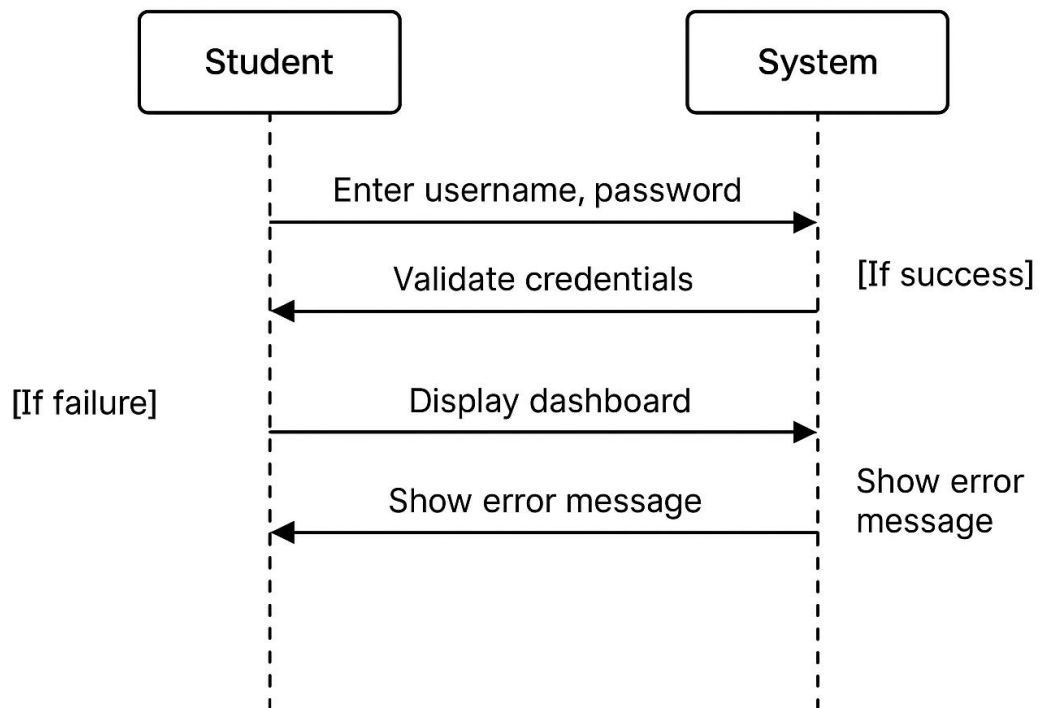 Student
System
Enter username, password
Validate credentials
[If success]
[If failure]
Display dashboard
Show error message
Show error
message